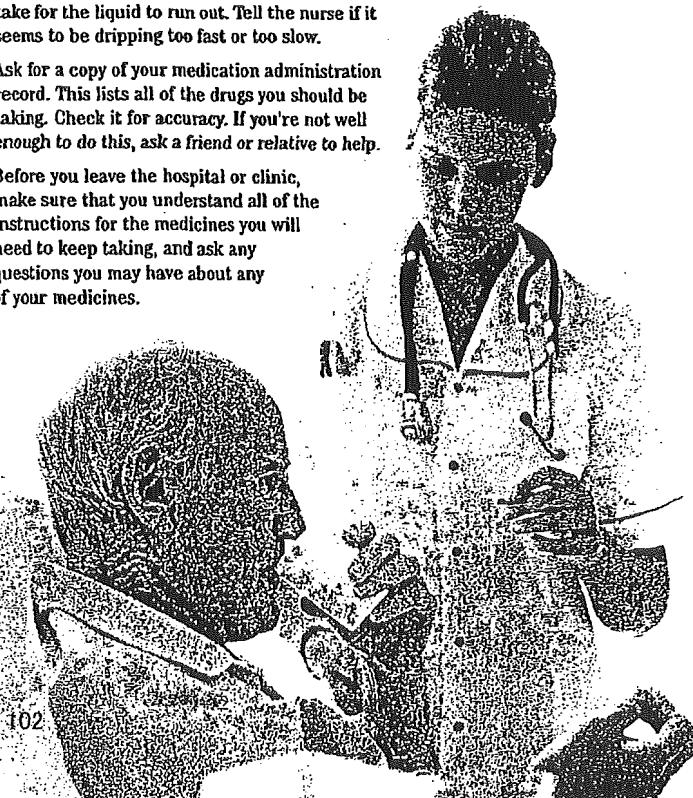 take for the liquid to run out. Tell the nurse if it
seems to be dripping too fast or too slow.
Ask for a copy of your medication administration
record. This lists all of the drugs you should be
taking. Check it for accuracy. If you're not well
enough to do this, ask a friend or relative to help.
Before you leave the hospital or clinic,
make sure that you understand all of the
instructions for the medicines you will
need to keep taking, and ask any
questions you may have about any
of your medicines.
102